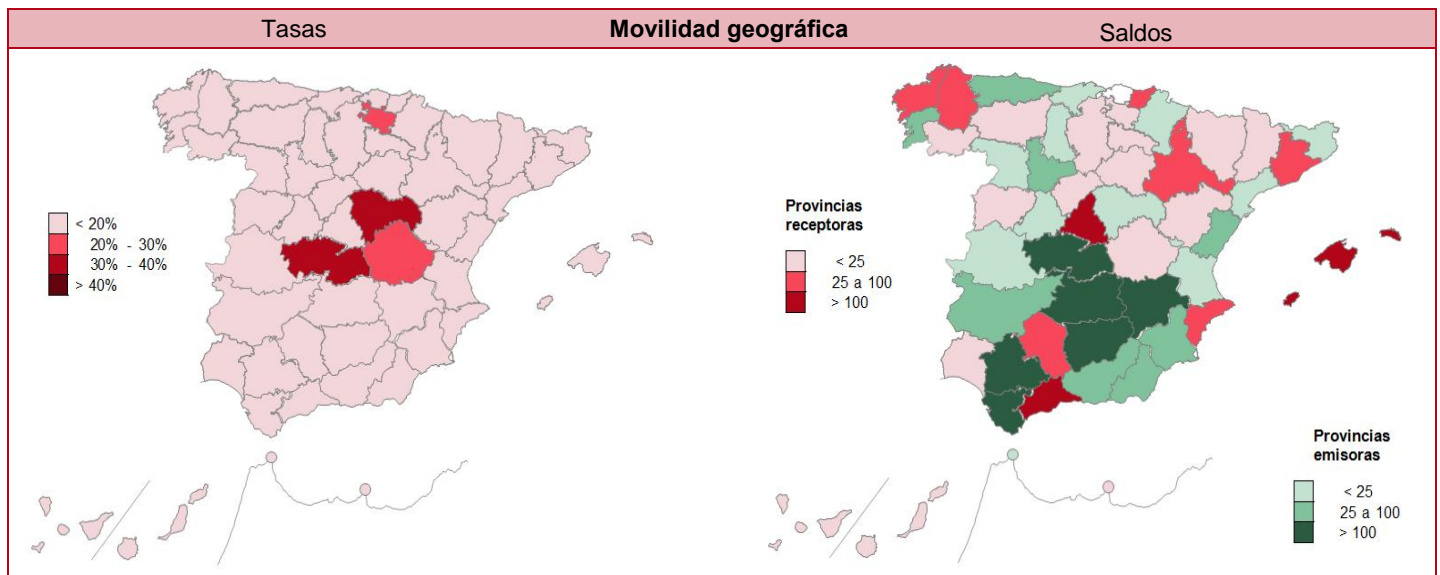 Tasas Movilidad geográfica Saldos
< 20%
20% - 30%
30% - 40%
> 40%
Provincias
receptoras
< 25
25 a 100
> 100
Provincias
emisoras
< 25
25 a 100
> 100